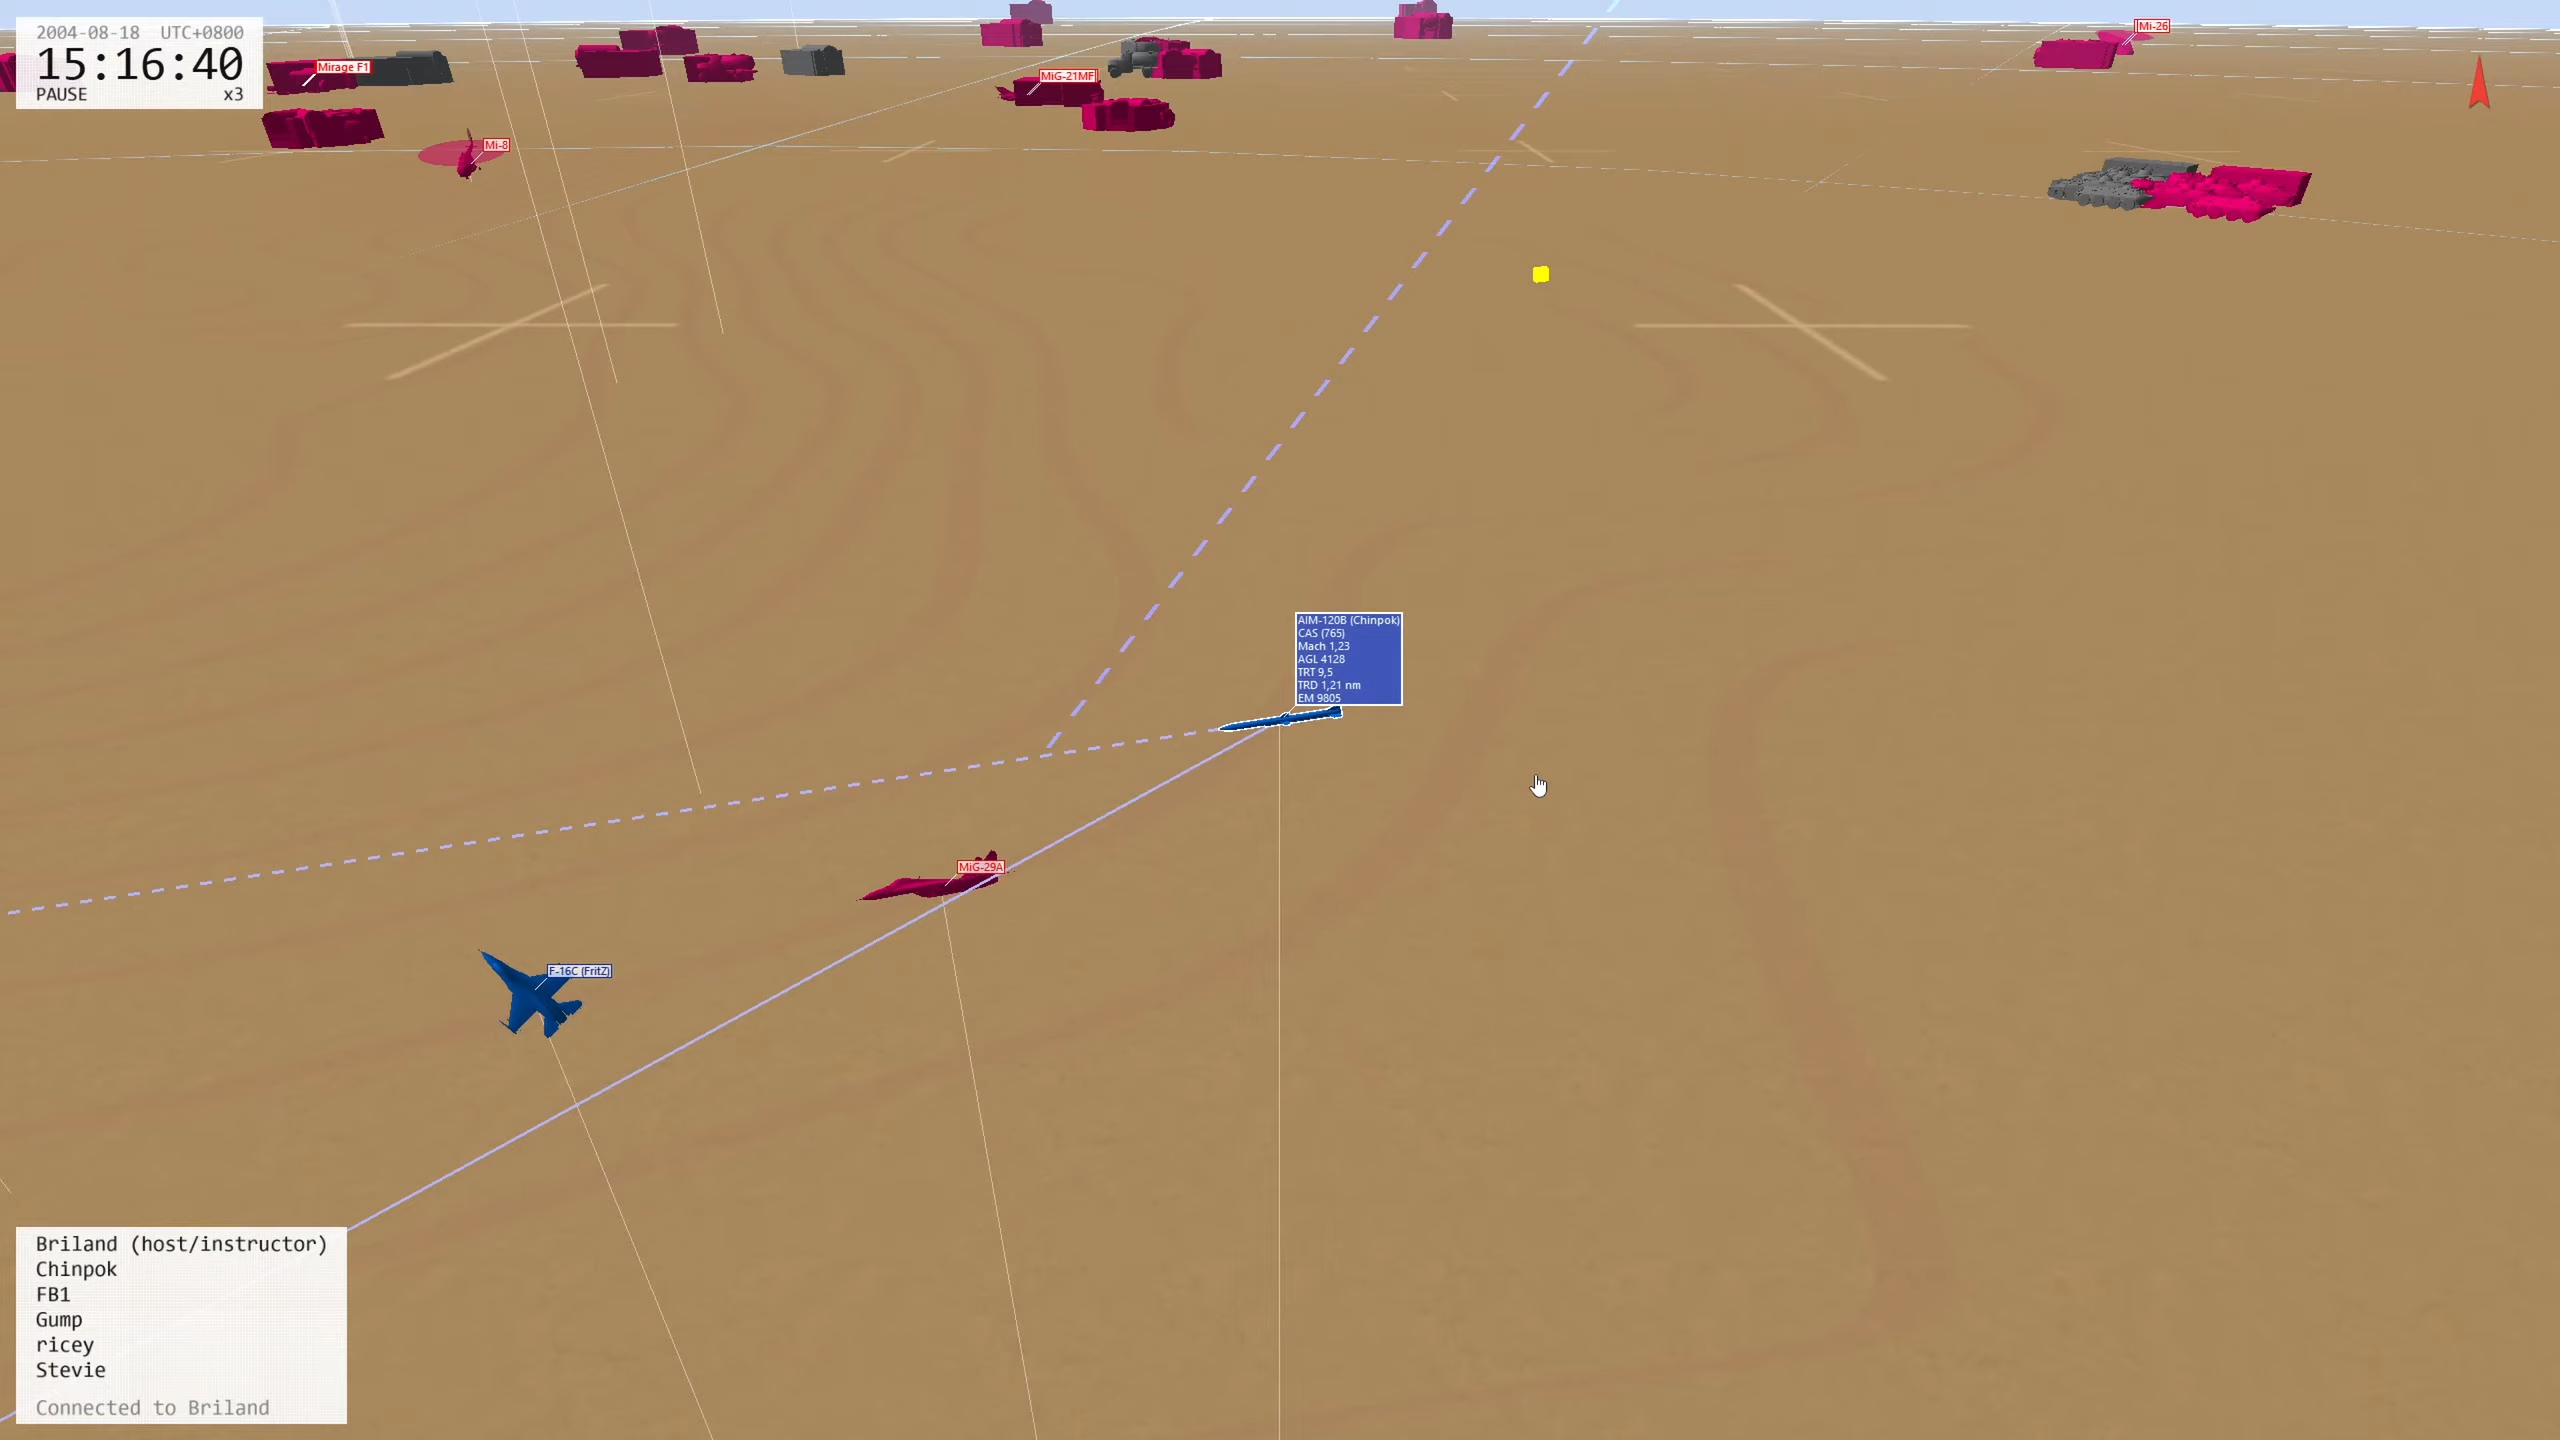 2004-08-18 UTC+0800
15:16:40
PAUSE x3
Mirage F1
Mi-8
MiG-21MF
Mi-26
AIM-120B (Chinpok)
CAS (765)
Mach 1,23
AGL 4128
TRT 9,5
TRD 1,21 nm
EM 9805
MiG-29A
F-16C (FritZ)
Briland (host/instructor)
Chinpok
FB1
Gump
ricey
Stevie
Connected to Briland